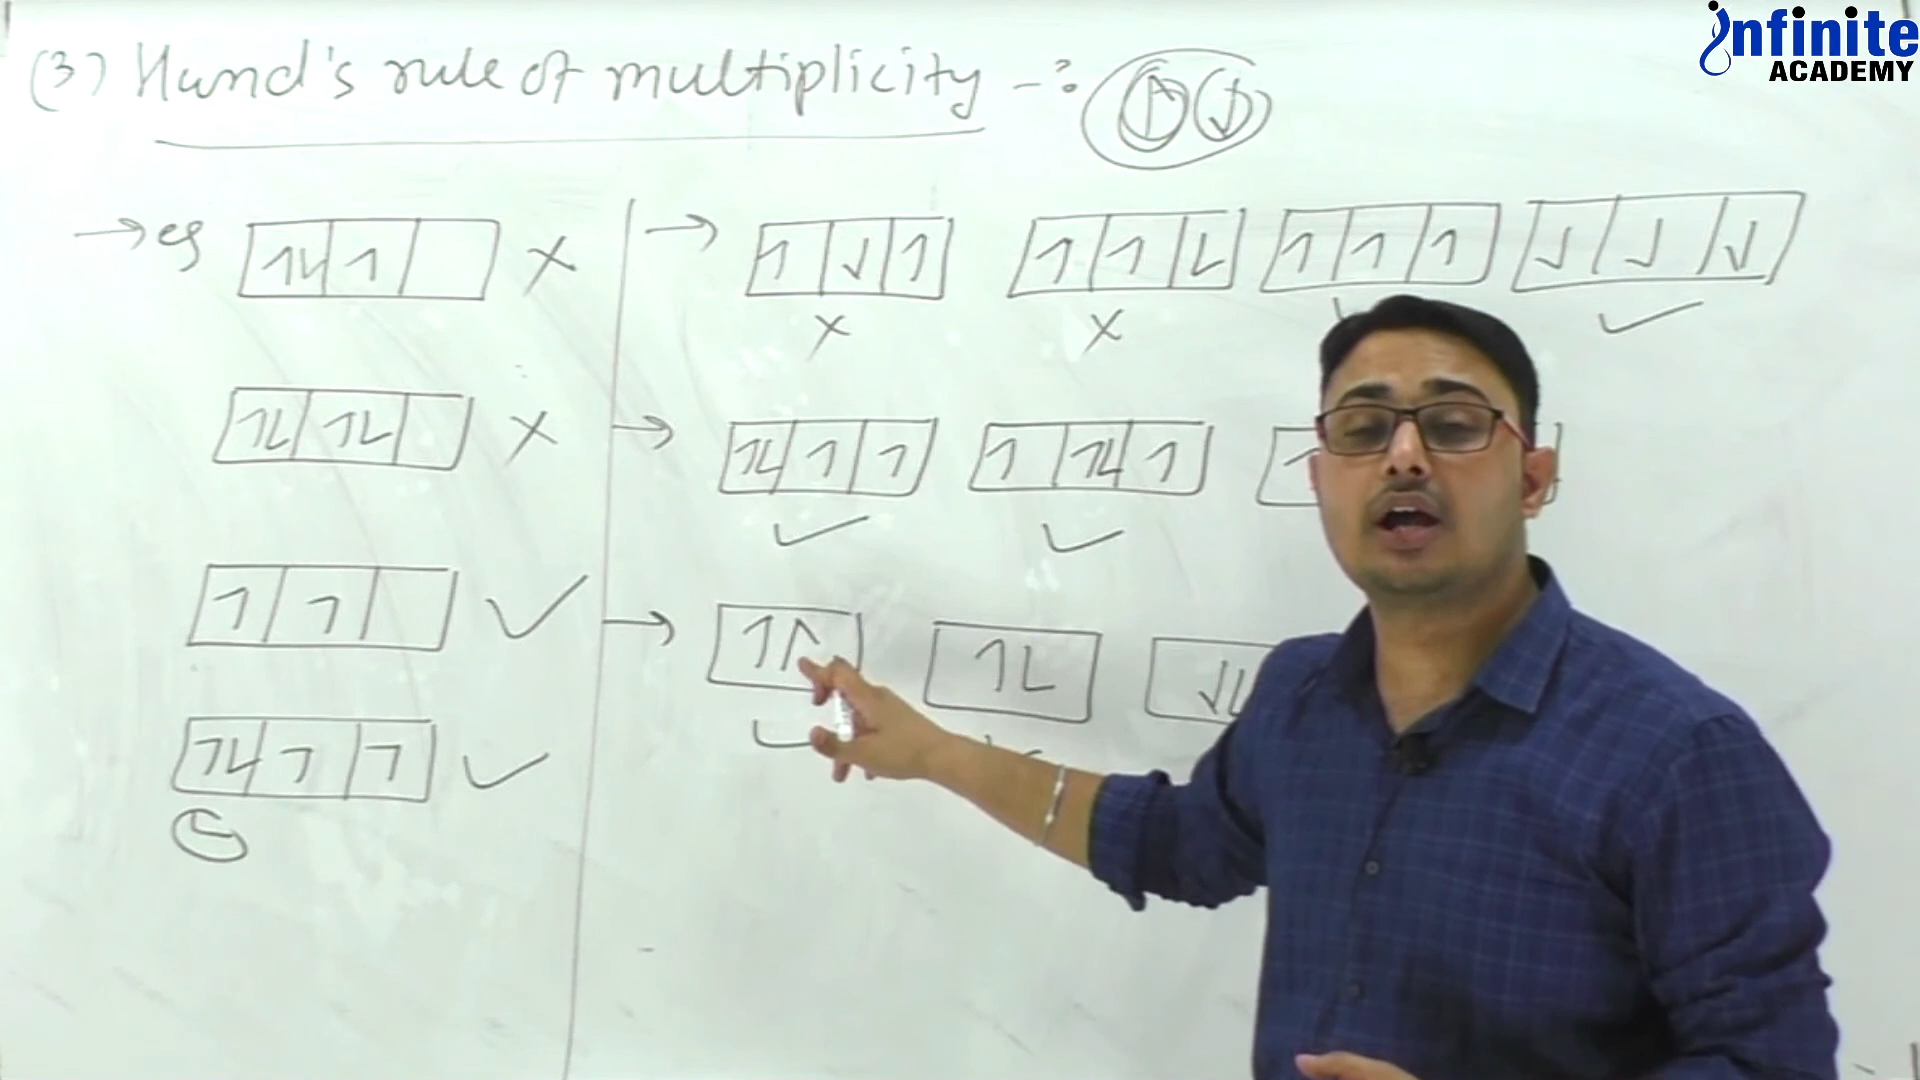 infinite
ACADEMY
(3) Hund's rule of multiplicity -:
→ eg